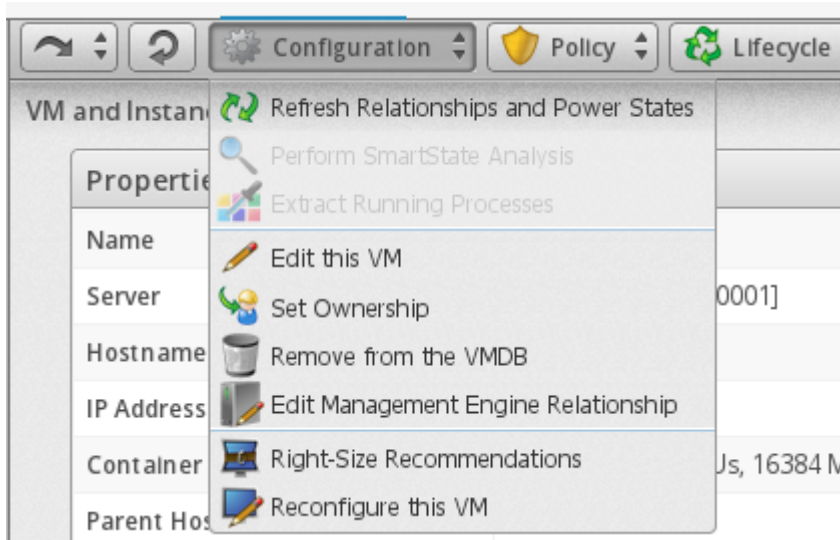 Configuration Policy Lifecycle
VM and Instan
Refresh Relationships and Power States
Perform SmartState Analysis
Propertie
Extract Running Processes
Name
Edit this VM
Server
Set Ownership
0001]
Hostname
Remove from the VMDB
IP Address
Edit Management Engine Relationship
Container
Right-Size Recommendations
Us, 16384 M
Parent Hos
Reconfigure this VM